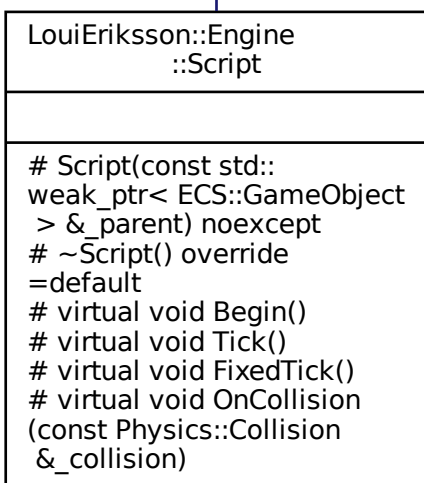 LouiEriksson::Engine
::Script
# Script(const std::
weak_ptr< ECS::GameObject
 > &_parent) noexcept
# ~Script() override
=default
# virtual void Begin()
# virtual void Tick()
# virtual void FixedTick()
# virtual void OnCollision
(const Physics::Collision
 &_collision)